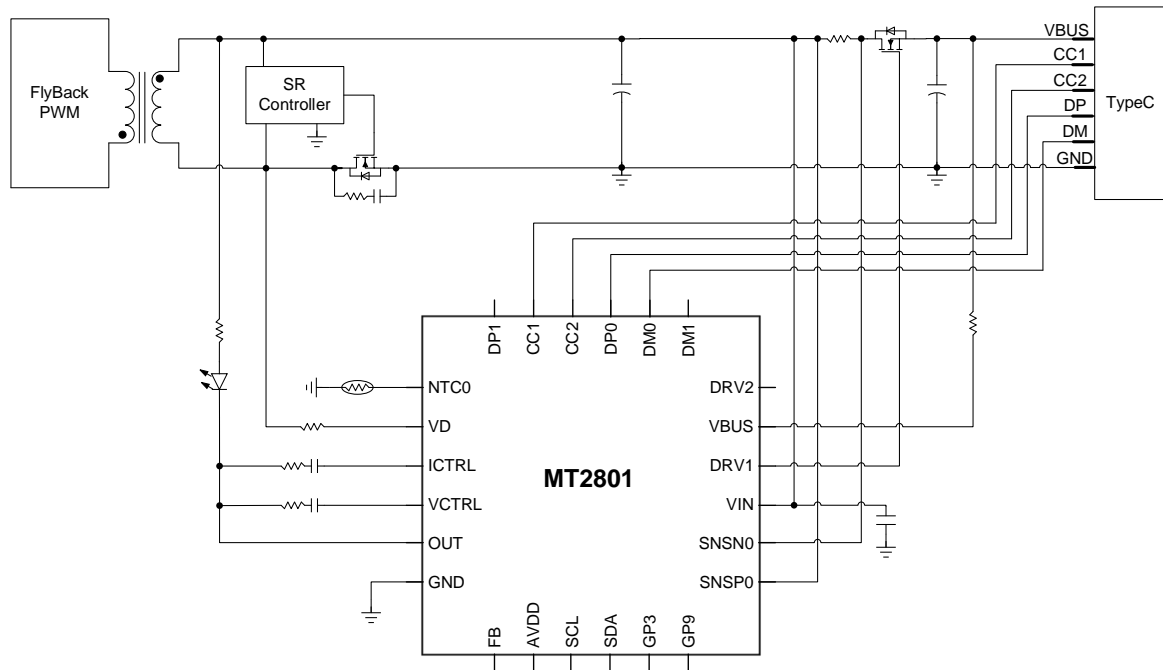 FlyBack
PWM
SR
Controller
VBUS
CC1
CC2
DP
DM
GND
TypeC
DP1
CC1
CC2
DP0
DM0
DM1
NTC0
VD
ICTRL
VCTRL
OUT
GND
MT2801
DRV2
VBUS
DRV1
VIN
SNSN0
SNSP0
FB
AVDD
SCL
SDA
GP3
GP9